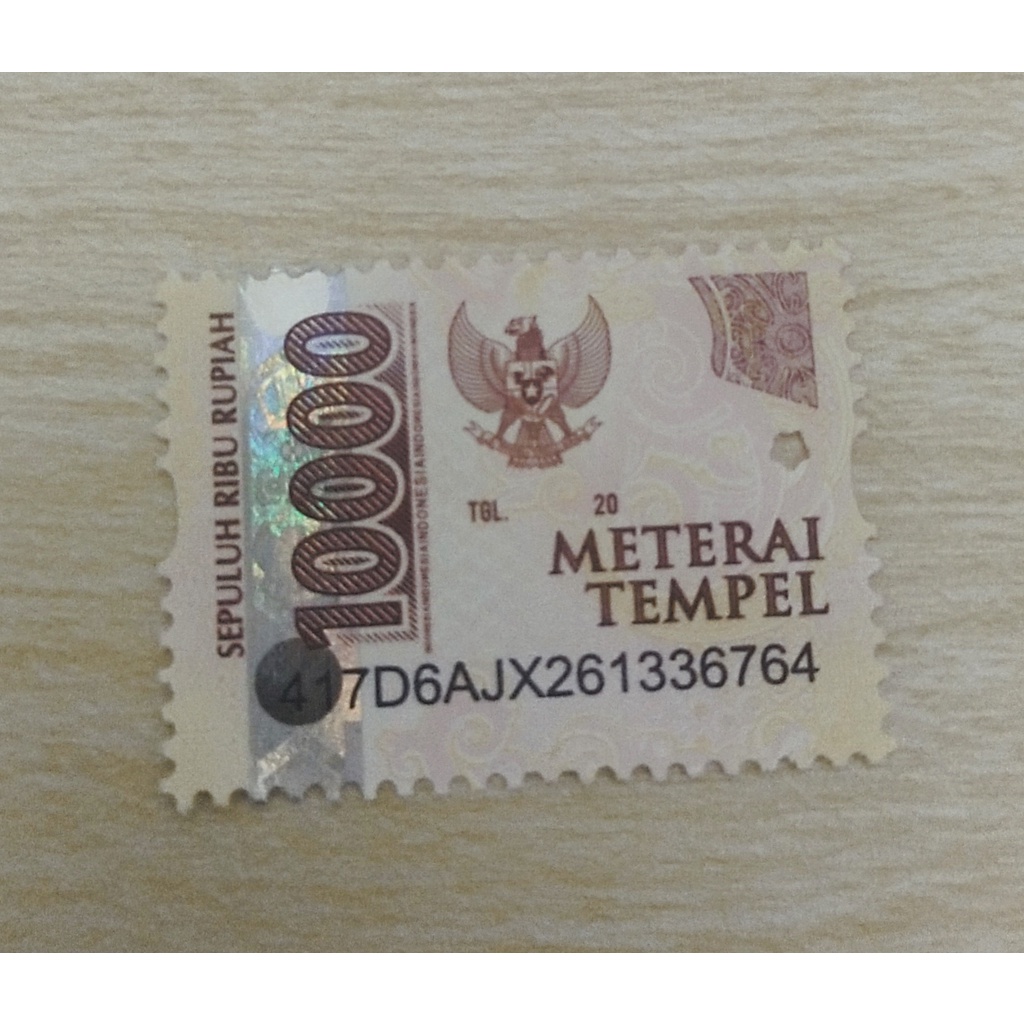 SEPULUH RIBU RUPIAH
10000
TGL. 20
METERAI
TEMPEL
417D6AJX261336764